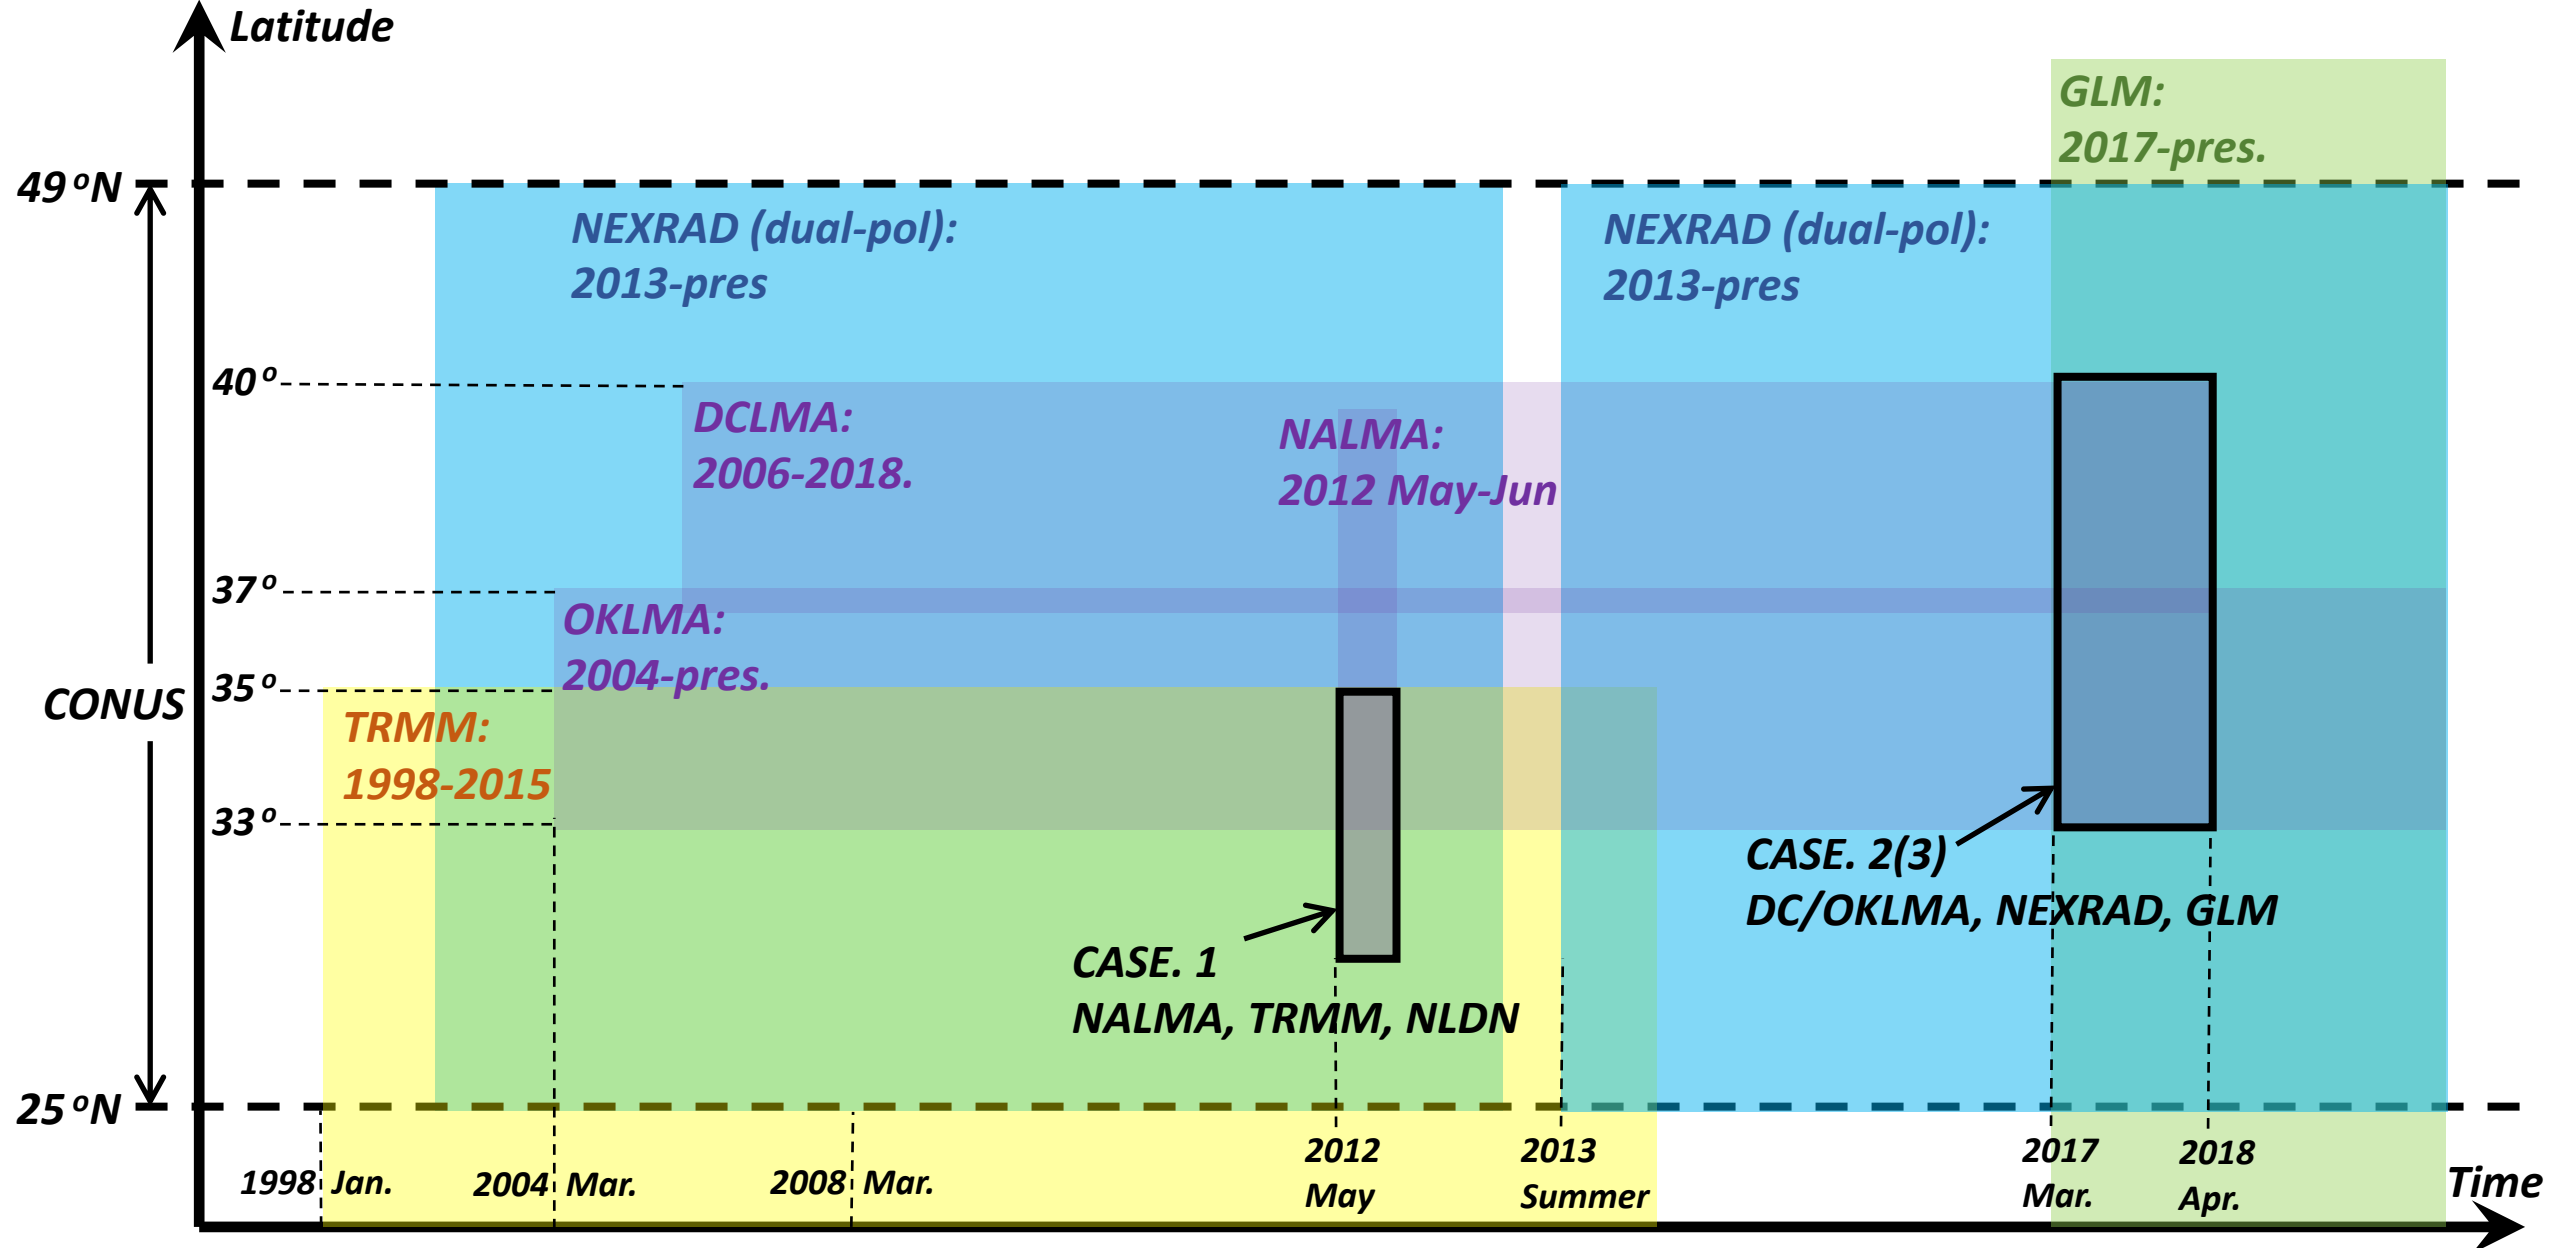 Latitude
GLM:
2017-pres.
49°N
NEXRAD (dual-pol):
2013-pres
NEXRAD (dual-pol):
2013-pres
40°
DCLMA:
2006-2018.
NALMA:
2012 May-Jun
37°
OKLMA:
2004-pres.
35°
CONUS
TRMM:
1998-2015
33°
CASE. 2(3)
DC/OKLMA, NEXRAD, GLM
CASE. 1
NALMA, TRMM, NLDN
25°N
1998 Jan.
2004 Mar.
2008 Mar.
2012
May
2013
Summer
2017
Mar.
2018
Apr.
Time